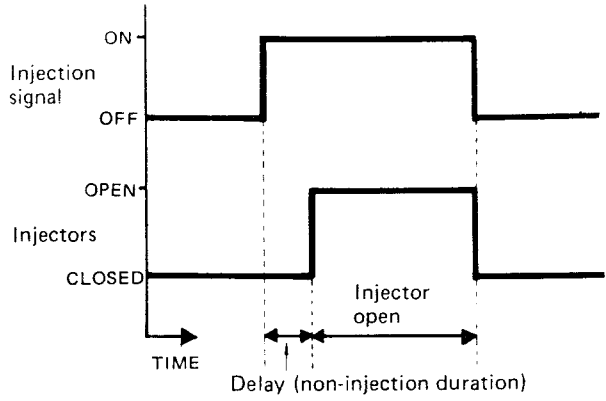 ON
Injection
signal
OFF
OPEN
Injectors
CLOSED
Injector
open
TIME
Delay (non-injection duration)